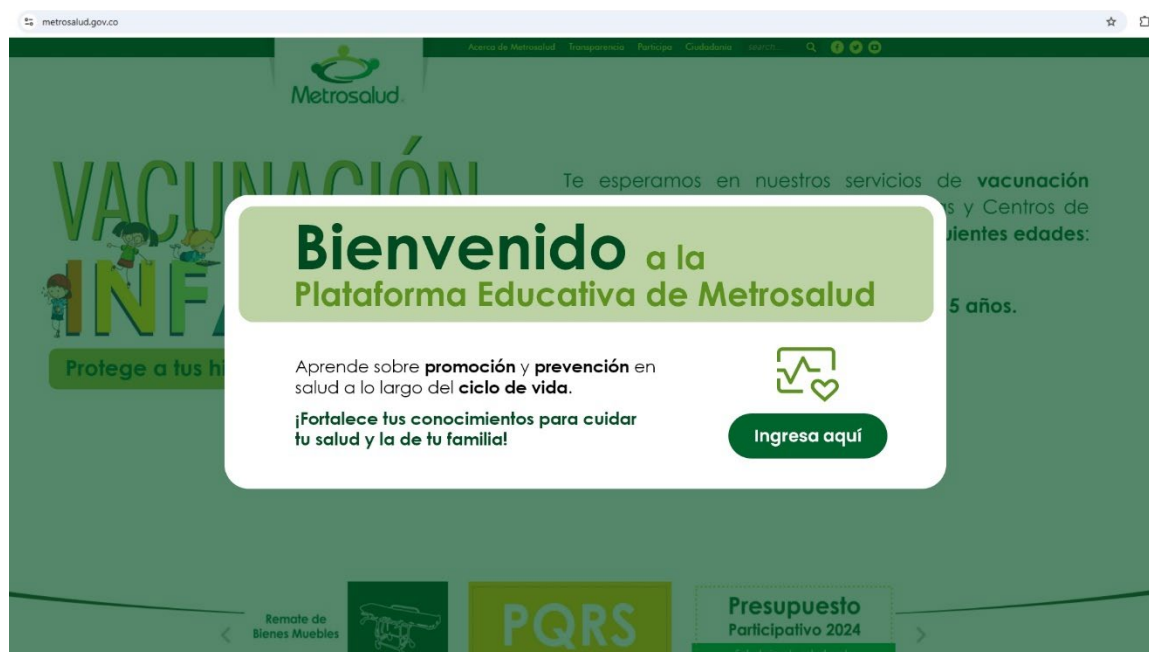 metrosalud.gov.co
Acerca de Metrosalud Transparencia Participa Ciudadanía search...
Metrosalud
VACUNACIÓN
INFA
Protege a tus hi
Te esperamos en nuestros servicios de vacunación
s y Centros de
uientes edades:
5 años.
Bienvenido a la
Plataforma Educativa de Metrosalud
Aprende sobre promoción y prevención en
salud a lo largo del ciclo de vida.
¡Fortalece tus conocimientos para cuidar
tu salud y la de tu familia!
Ingresa aquí
Remate de
Bienes Muebles
PQRS
Presupuesto
Participativo 2024